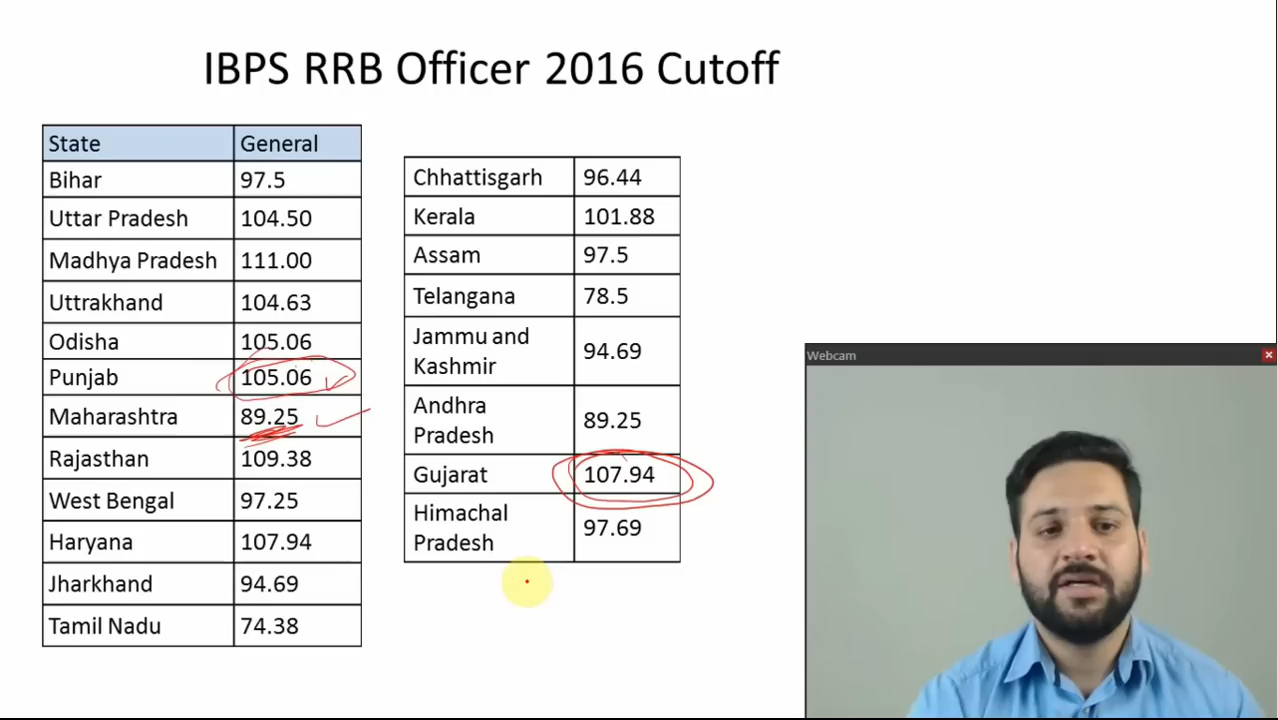 IBPS RRB Officer 2016 Cutoff
State General
Bihar 97.5
Uttar Pradesh 104.50
Madhya Pradesh 111.00
Uttrakhand 104.63
Odisha 105.06
Punjab 105.06
Maharashtra 89.25
Rajasthan 109.38
West Bengal 97.25
Haryana 107.94
Jharkhand 94.69
Tamil Nadu 74.38
Chhattisgarh 96.44
Kerala 101.88
Assam 97.5
Telangana 78.5
Jammu and
Kashmir 94.69
Andhra
Pradesh 89.25
Gujarat 107.94
Himachal
Pradesh 97.69
Webcam